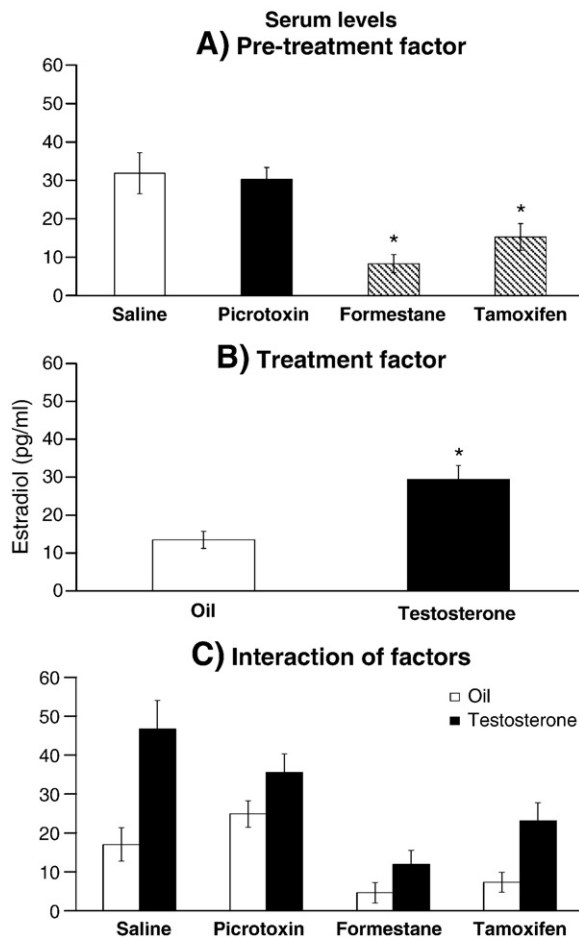 Serum levels
A) Pre-treatment factor
60
50
40
30
20
10
0
Saline Picrotoxin Formestane Tamoxifen
* *
B) Treatment factor
60
50
40
30
20
10
0
Oil Testosterone
*
Estradiol (pg/ml)
C) Interaction of factors
60
50
40
30
20
10
0
Oil
Testosterone
Saline Picrotoxin Formestane Tamoxifen